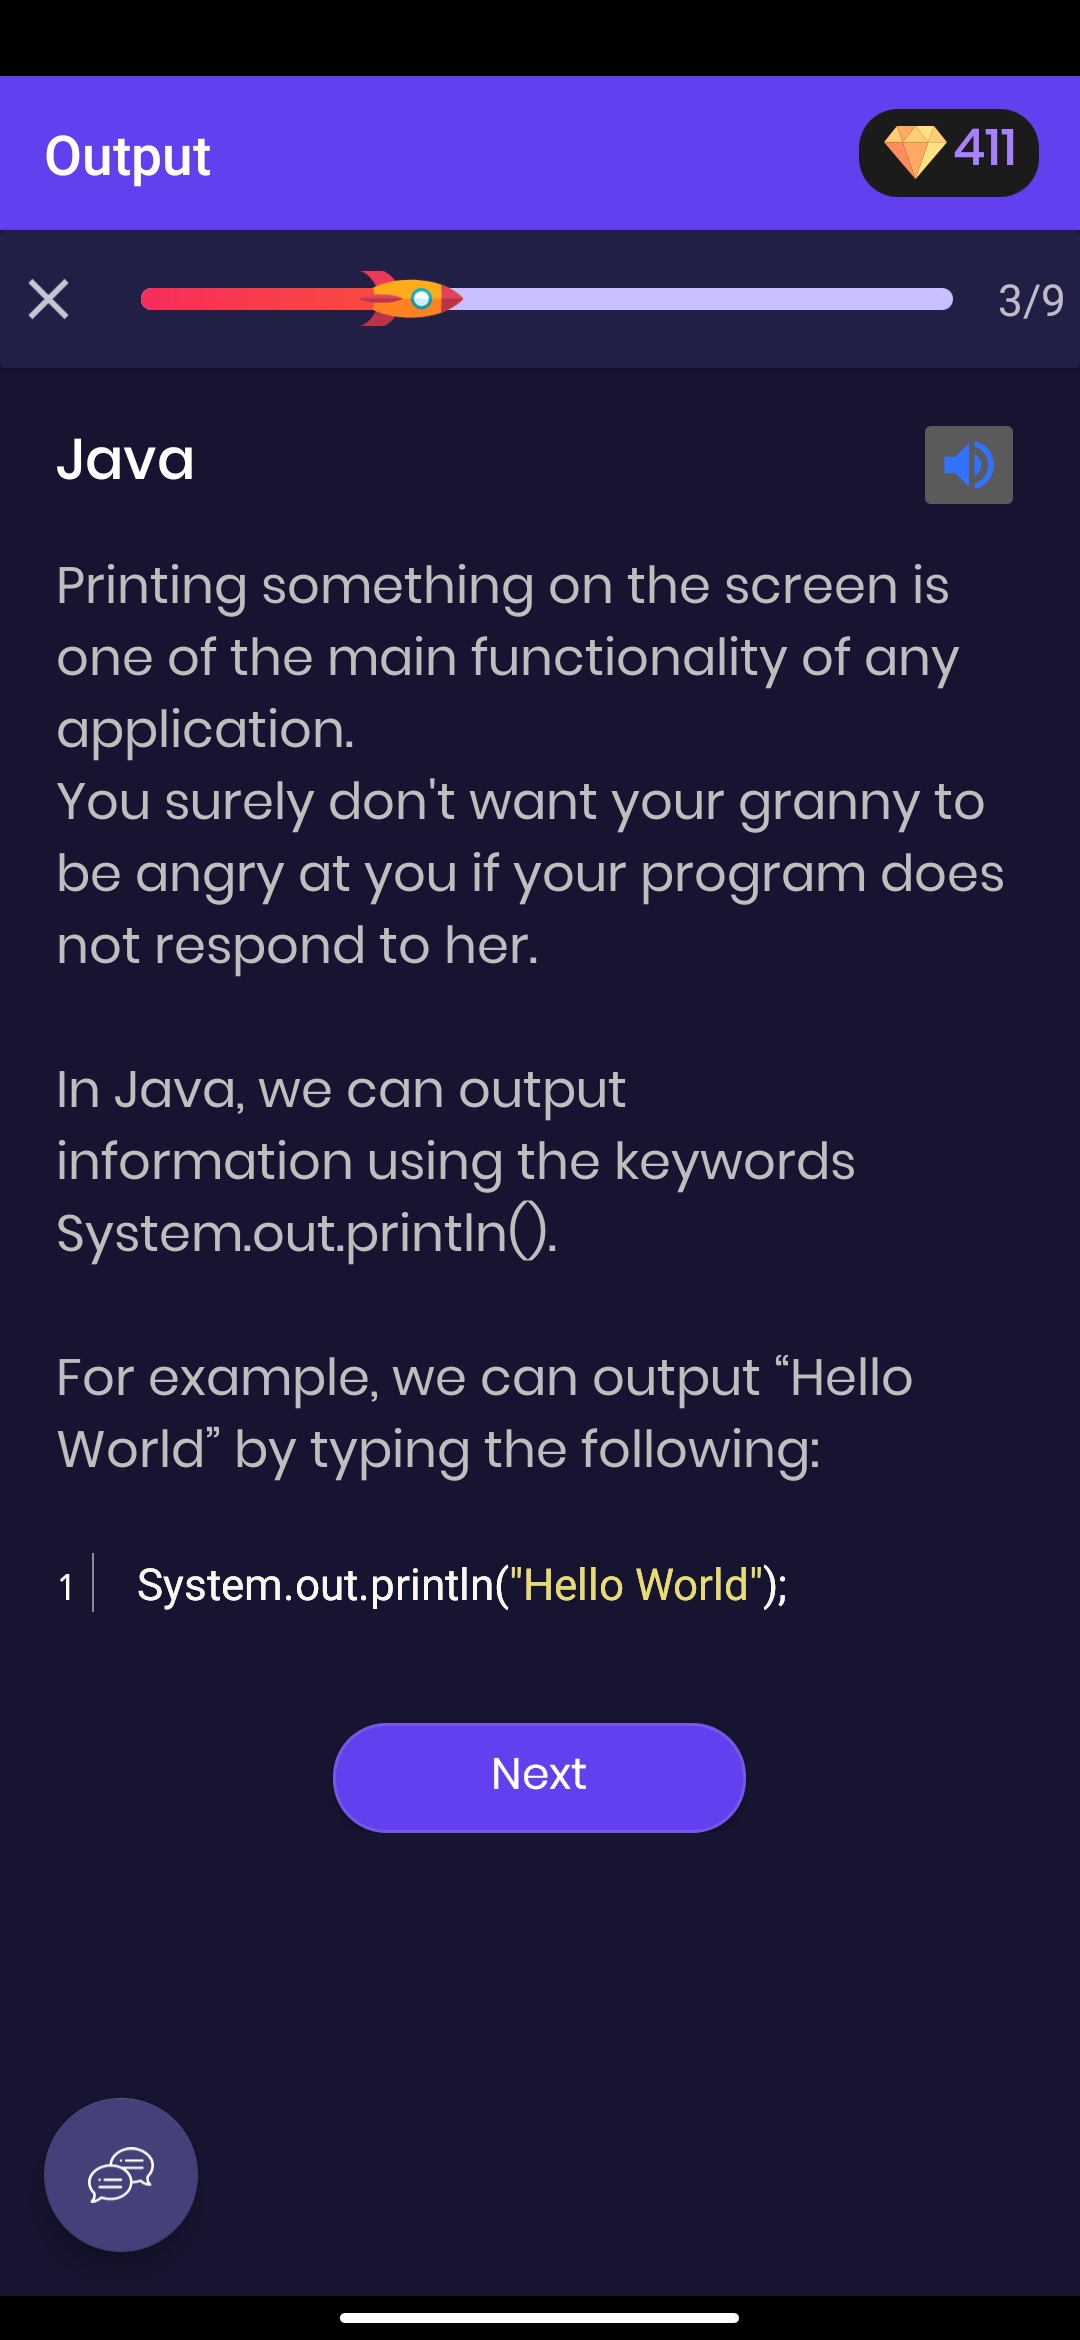 Output
411
3/9
Java
Printing something on the screen is
one of the main functionality of any
application.
You surely don't want your granny to
be angry at you if your program does
not respond to her.
In Java, we can output
information using the keywords
System.out.println().
For example, we can output “Hello
World” by typing the following:
1 System.out.println("Hello World");
Next